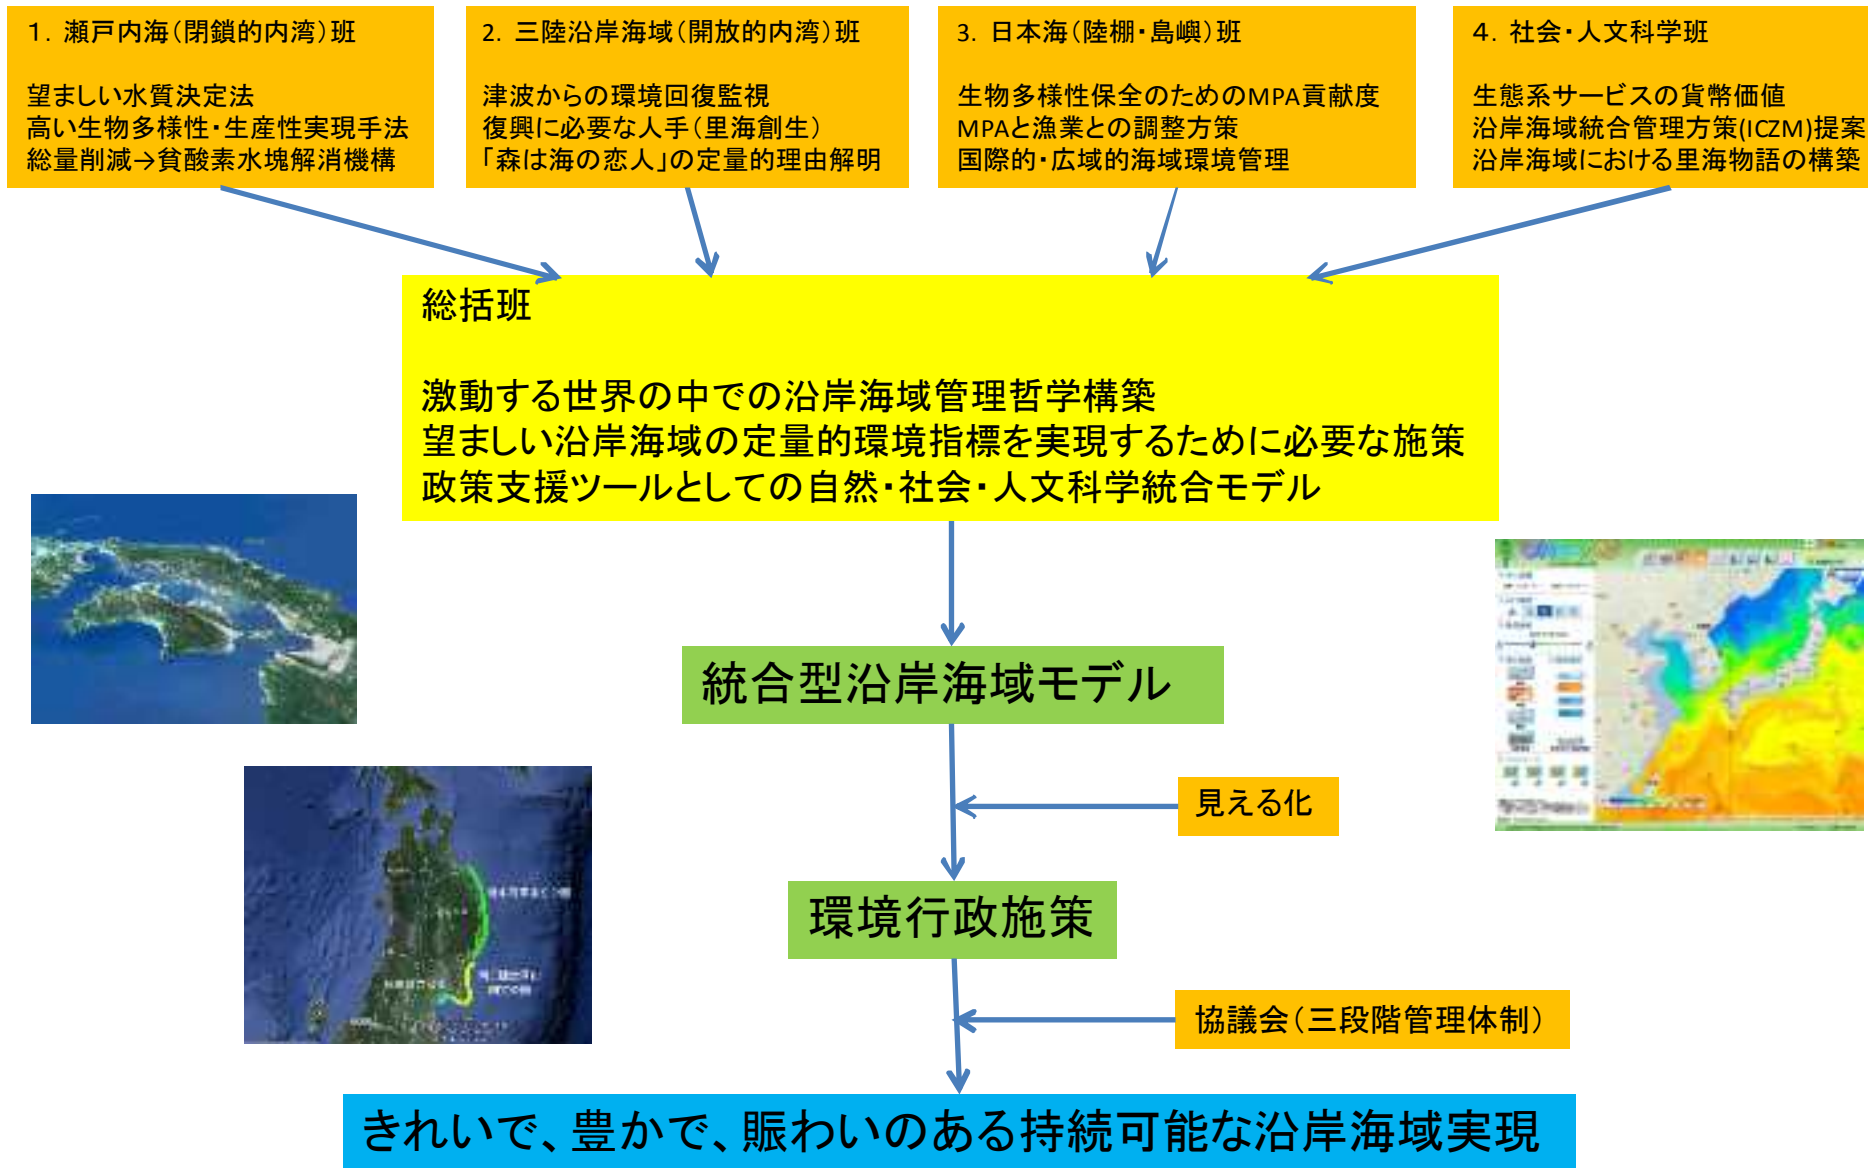 1. 瀬戸内海(閉鎖的内湾)班
望ましい水質決定法
高い生物多様性・生産性実現手法
総量削減→貧酸素水塊解消機構
2. 三陸沿岸海域(開放的内湾)班
津波からの環境回復監視
復興に必要な人手(里海創生)
「森は海の恋人」の定量的理由解明
3. 日本海(陸棚・島嶼)班
生物多様性保全のためのMPA貢献度
MPAと漁業との調整方策
国際的・広域的海域環境管理
4. 社会・人文科学班
生態系サービスの貨幣価値
沿岸海域統合管理方策(ICZM)提案
沿岸海域における里海物語の構築
総括班
激動する世界の中での沿岸海域管理哲学構築
望ましい沿岸海域の定量的環境指標を実現するために必要な施策
政策支援ツールとしての自然・社会・人文科学統合モデル
統合型沿岸海域モデル
見える化
環境行政施策
協議会(三段階管理体制)
きれいで、豊かで、賑わいのある持続可能な沿岸海域実現